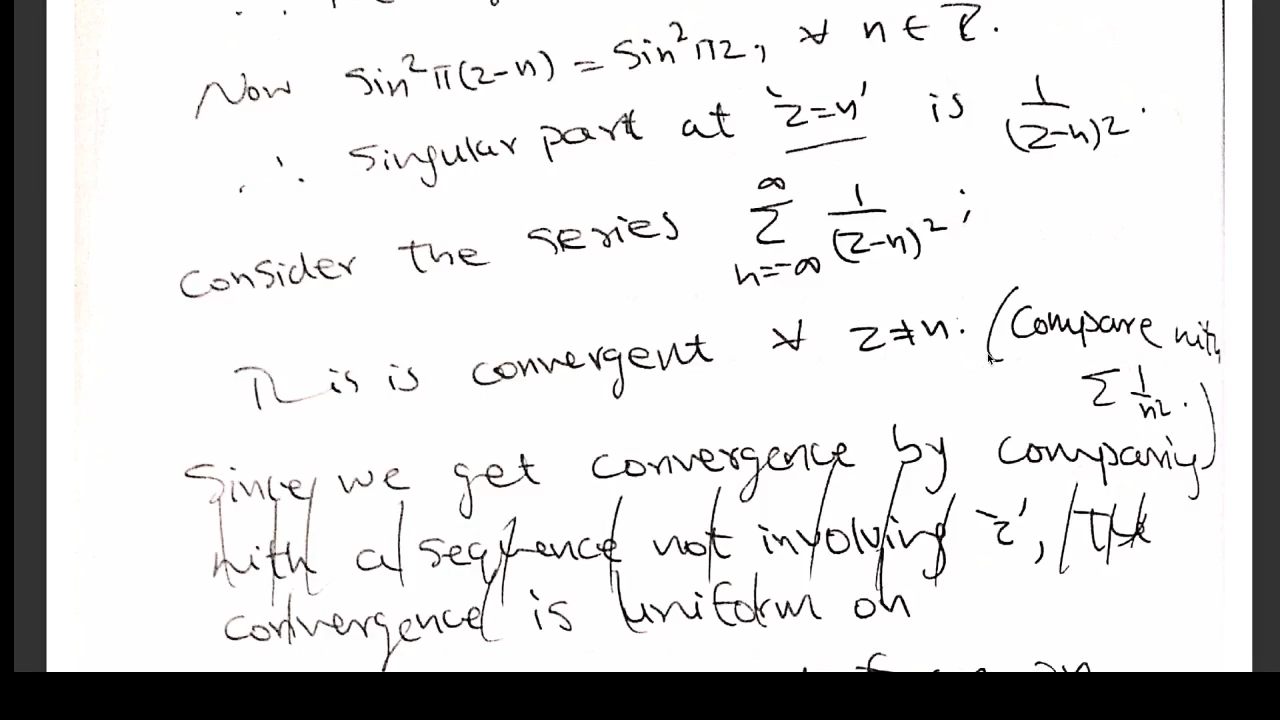 Now sin²π(z-n) = sin²πz, ∀ n ∈ Z.
∴ singular part at 'z=n' is 1/(z-n)².
Consider the series ∑_{n=-∞}^{∞} 1/(z-n)² ;
This is convergent ∀ z≠n. (Compare with
∑ 1/n².)
Since we get convergence by comparing
with a sequence not involving 'z', the
convergence is uniform on